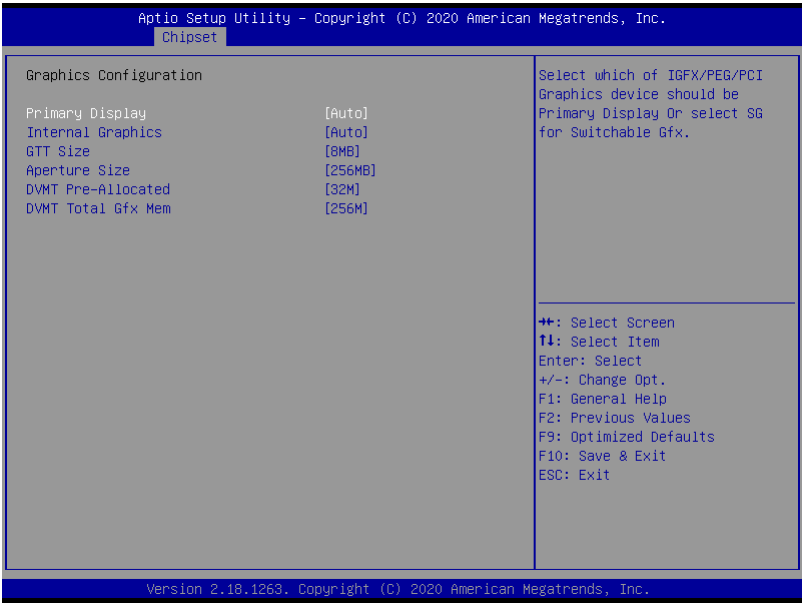 Aptio Setup Utility – Copyright (C) 2020 American Megatrends, Inc.
Chipset
Graphics Configuration
Primary Display [Auto]
Internal Graphics [Auto]
GTT Size [8MB]
Aperture Size [256MB]
DVMT Pre-Allocated [32M]
DVMT Total Gfx Mem [256M]
Select which of IGFX/PEG/PCI
Graphics device should be
Primary Display Or select SG
for Switchable Gfx.
→←: Select Screen
↑↓: Select Item
Enter: Select
+/-: Change Opt.
F1: General Help
F2: Previous Values
F9: Optimized Defaults
F10: Save & Exit
ESC: Exit
Version 2.18.1263. Copyright (C) 2020 American Megatrends, Inc.